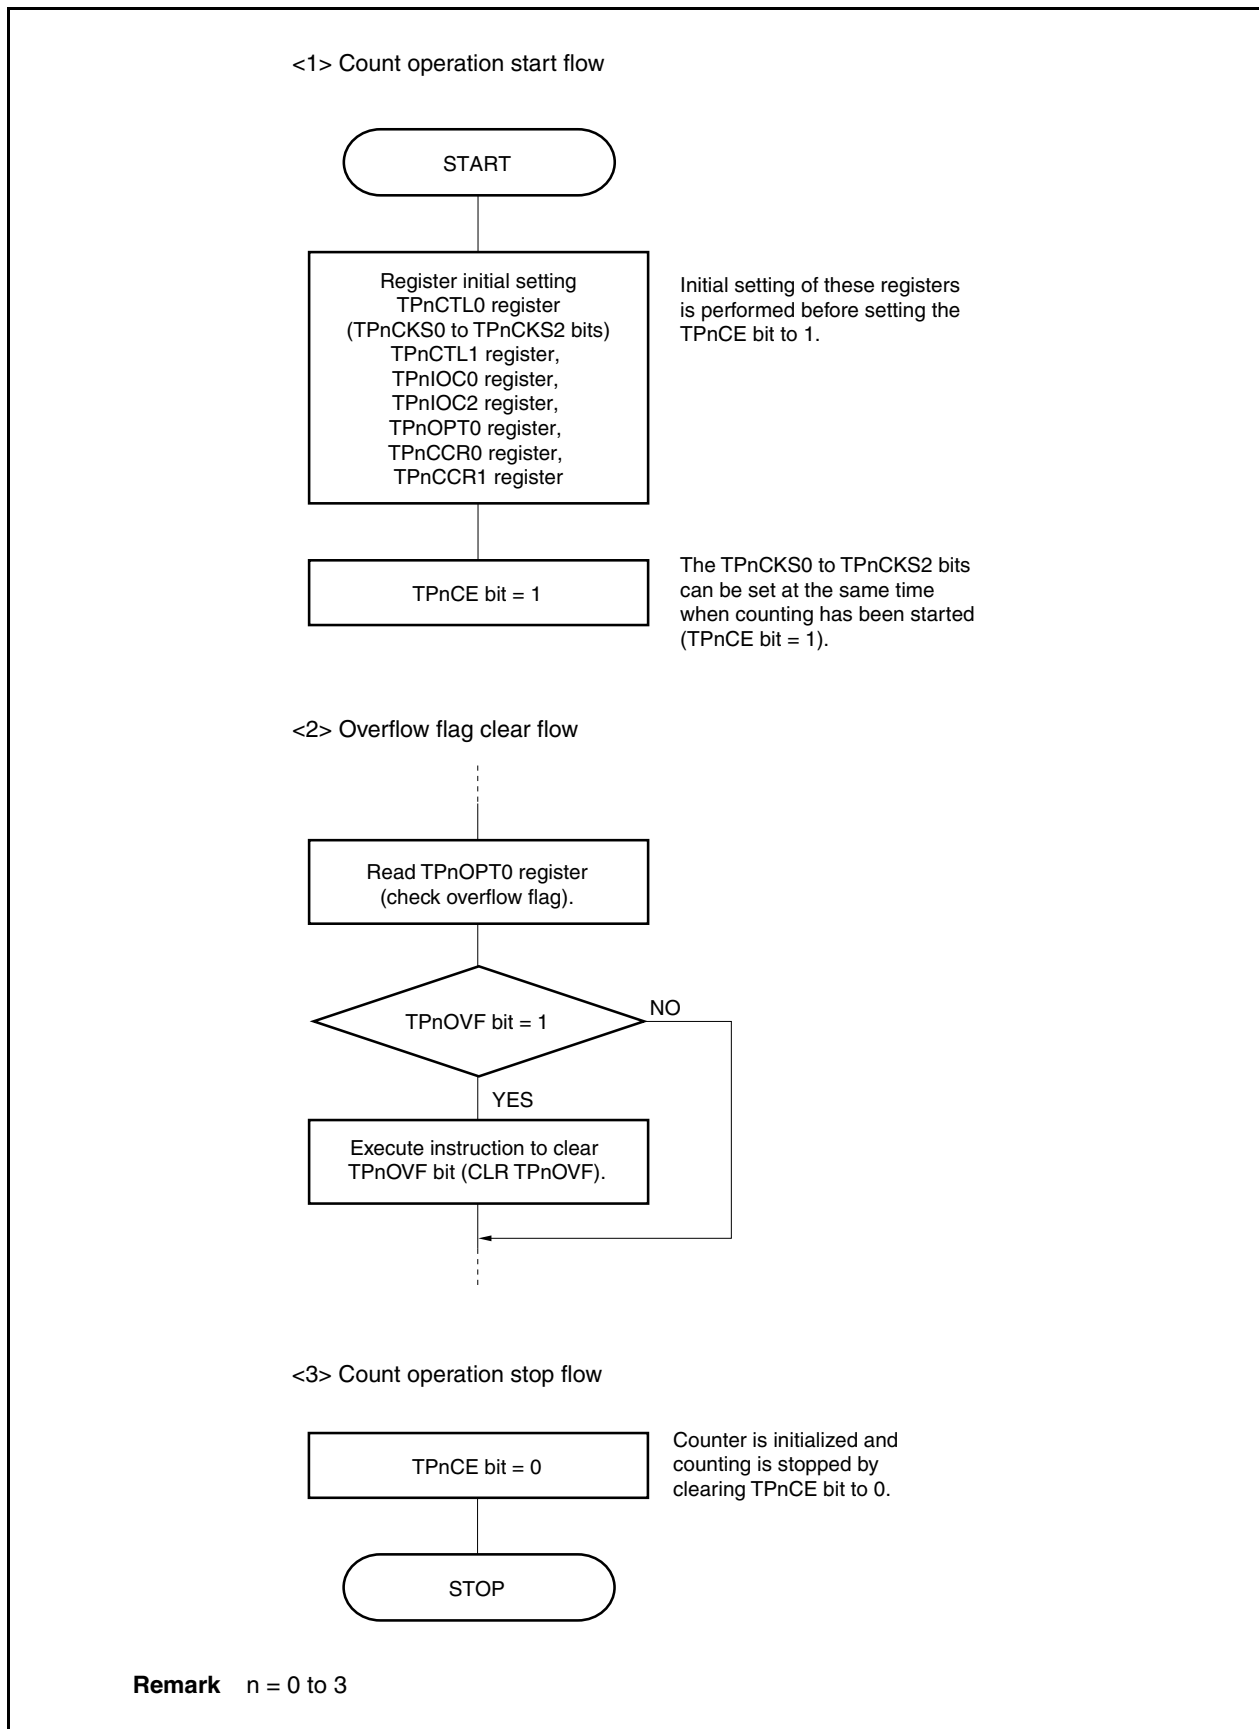 <1> Count operation start flow
START
Register initial setting
TPnCTL0 register
(TPnCKS0 to TPnCKS2 bits)
TPnCTL1 register,
TPnIOC0 register,
TPnIOC2 register,
TPnOPT0 register,
TPnCCR0 register,
TPnCCR1 register
Initial setting of these registers
is performed before setting the
TPnCE bit to 1.
TPnCE bit = 1
The TPnCKS0 to TPnCKS2 bits
can be set at the same time
when counting has been started
(TPnCE bit = 1).
<2> Overflow flag clear flow
Read TPnOPT0 register
(check overflow flag).
TPnOVF bit = 1
NO
YES
Execute instruction to clear
TPnOVF bit (CLR TPnOVF).
<3> Count operation stop flow
TPnCE bit = 0
Counter is initialized and
counting is stopped by
clearing TPnCE bit to 0.
STOP
Remark n = 0 to 3